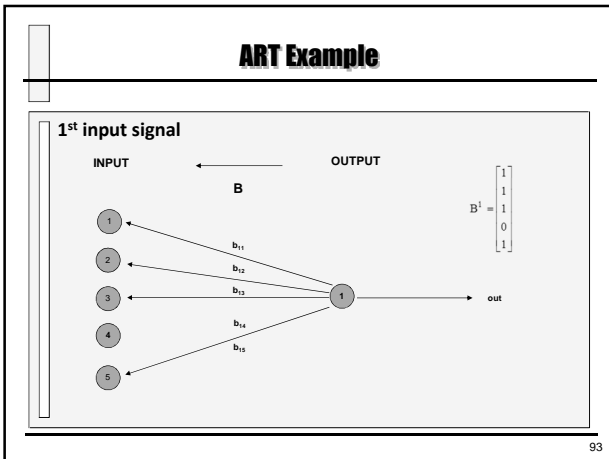 ART Example
1st input signal
INPUT
OUTPUT
B
B1 =
1
1
1
0
1
1
2
3
4
5
b11
b12
b13
b14
b15
1
out
93